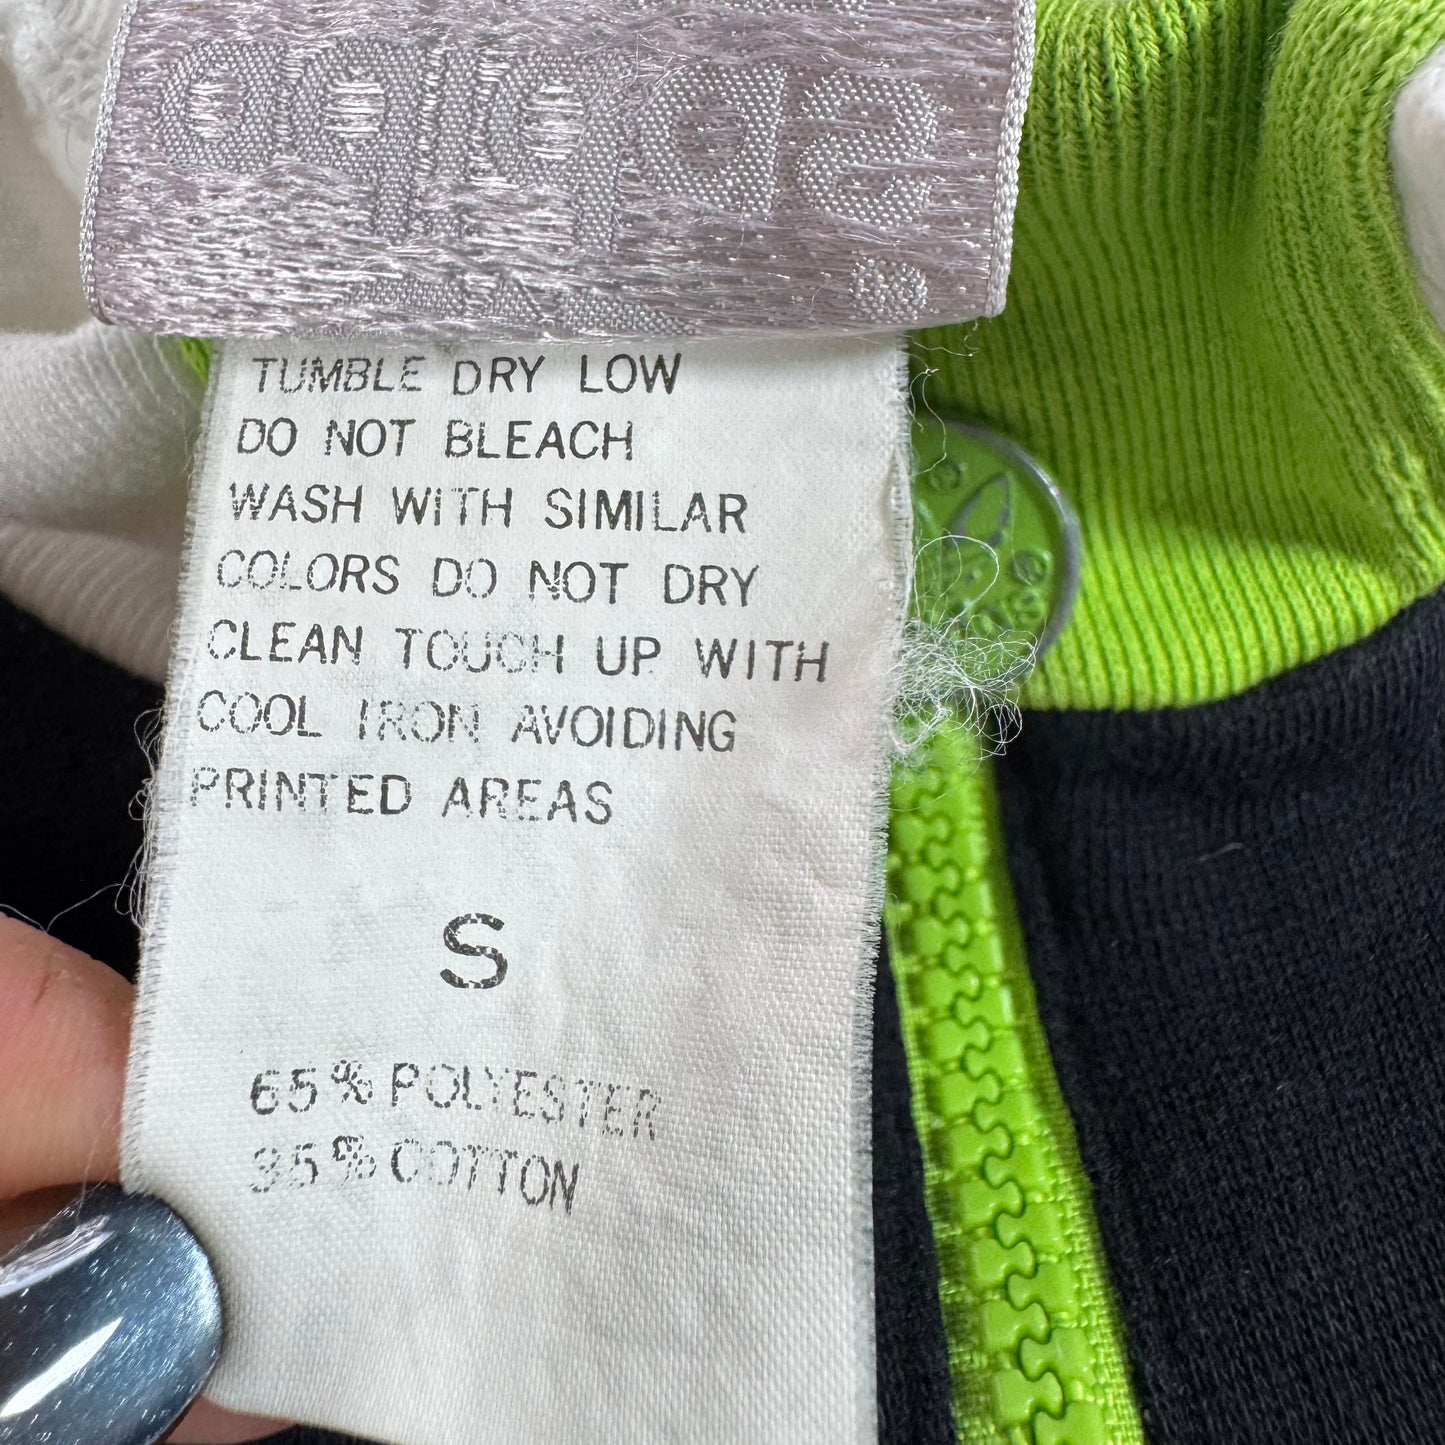 adidas
TUMBLE DRY LOW
DO NOT BLEACH
WASH WITH SIMILAR
COLORS DO NOT DRY
CLEAN TOUCH UP WITH
COOL IRON AVOIDING
PRINTED AREAS
S
65% POLYESTER
35% COTTON